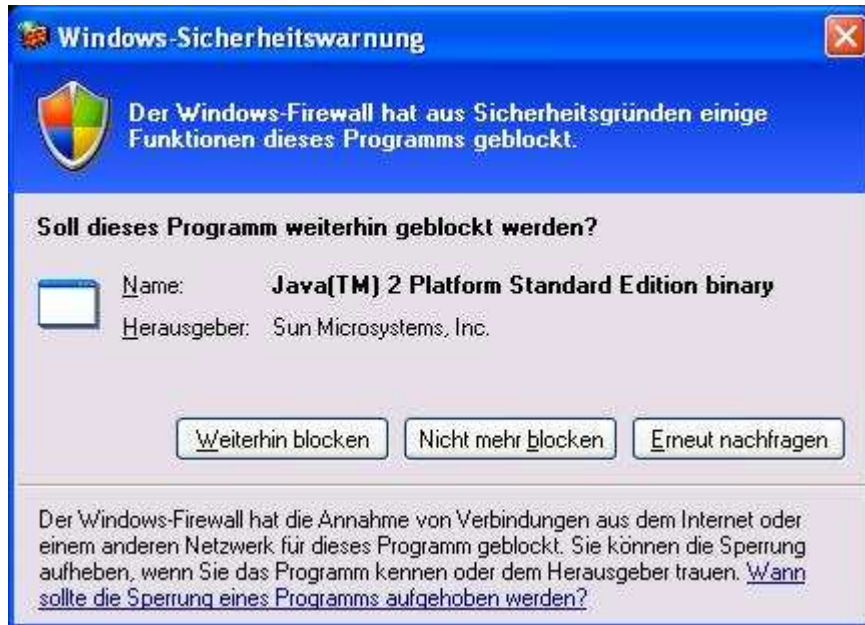 Windows-Sicherheitswarnung
Der Windows-Firewall hat aus Sicherheitsgründen einige
Funktionen dieses Programms geblockt.
Soll dieses Programm weiterhin geblockt werden?
Name: Java(TM) 2 Platform Standard Edition binary
Herausgeber: Sun Microsystems, Inc.
Weiterhin blocken Nicht mehr blocken Erneut nachfragen
Der Windows-Firewall hat die Annahme von Verbindungen aus dem Internet oder
einem anderen Netzwerk für dieses Programm geblockt. Sie können die Sperrung
aufheben, wenn Sie das Programm kennen oder dem Herausgeber trauen. Wann
sollte die Sperrung eines Programms aufgehoben werden?